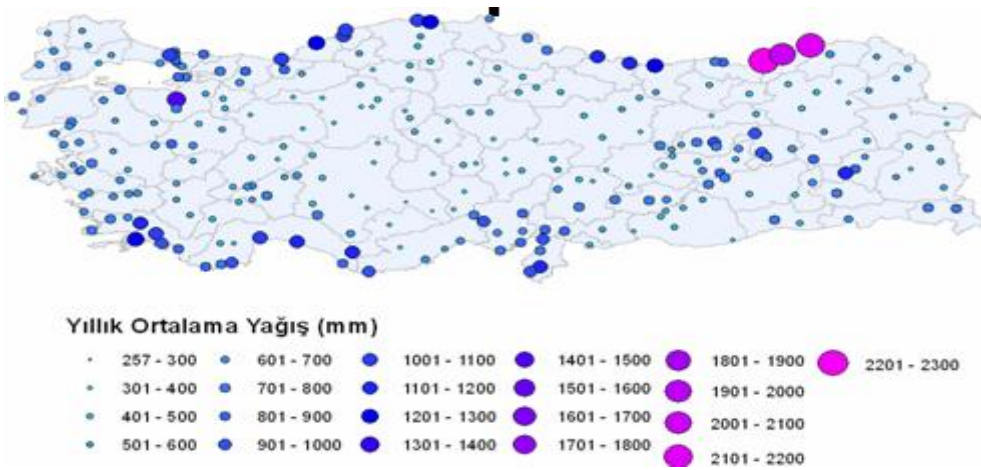 Yıllık Ortalama Yağış (mm)
257 - 300 601 - 700 1001 - 1100 1401 - 1500 1801 - 1900 2201 - 2300
301 - 400 701 - 800 1101 - 1200 1501 - 1600 1901 - 2000
401 - 500 801 - 900 1201 - 1300 1601 - 1700 2001 - 2100
501 - 600 901 - 1000 1301 - 1400 1701 - 1800 2101 - 2200